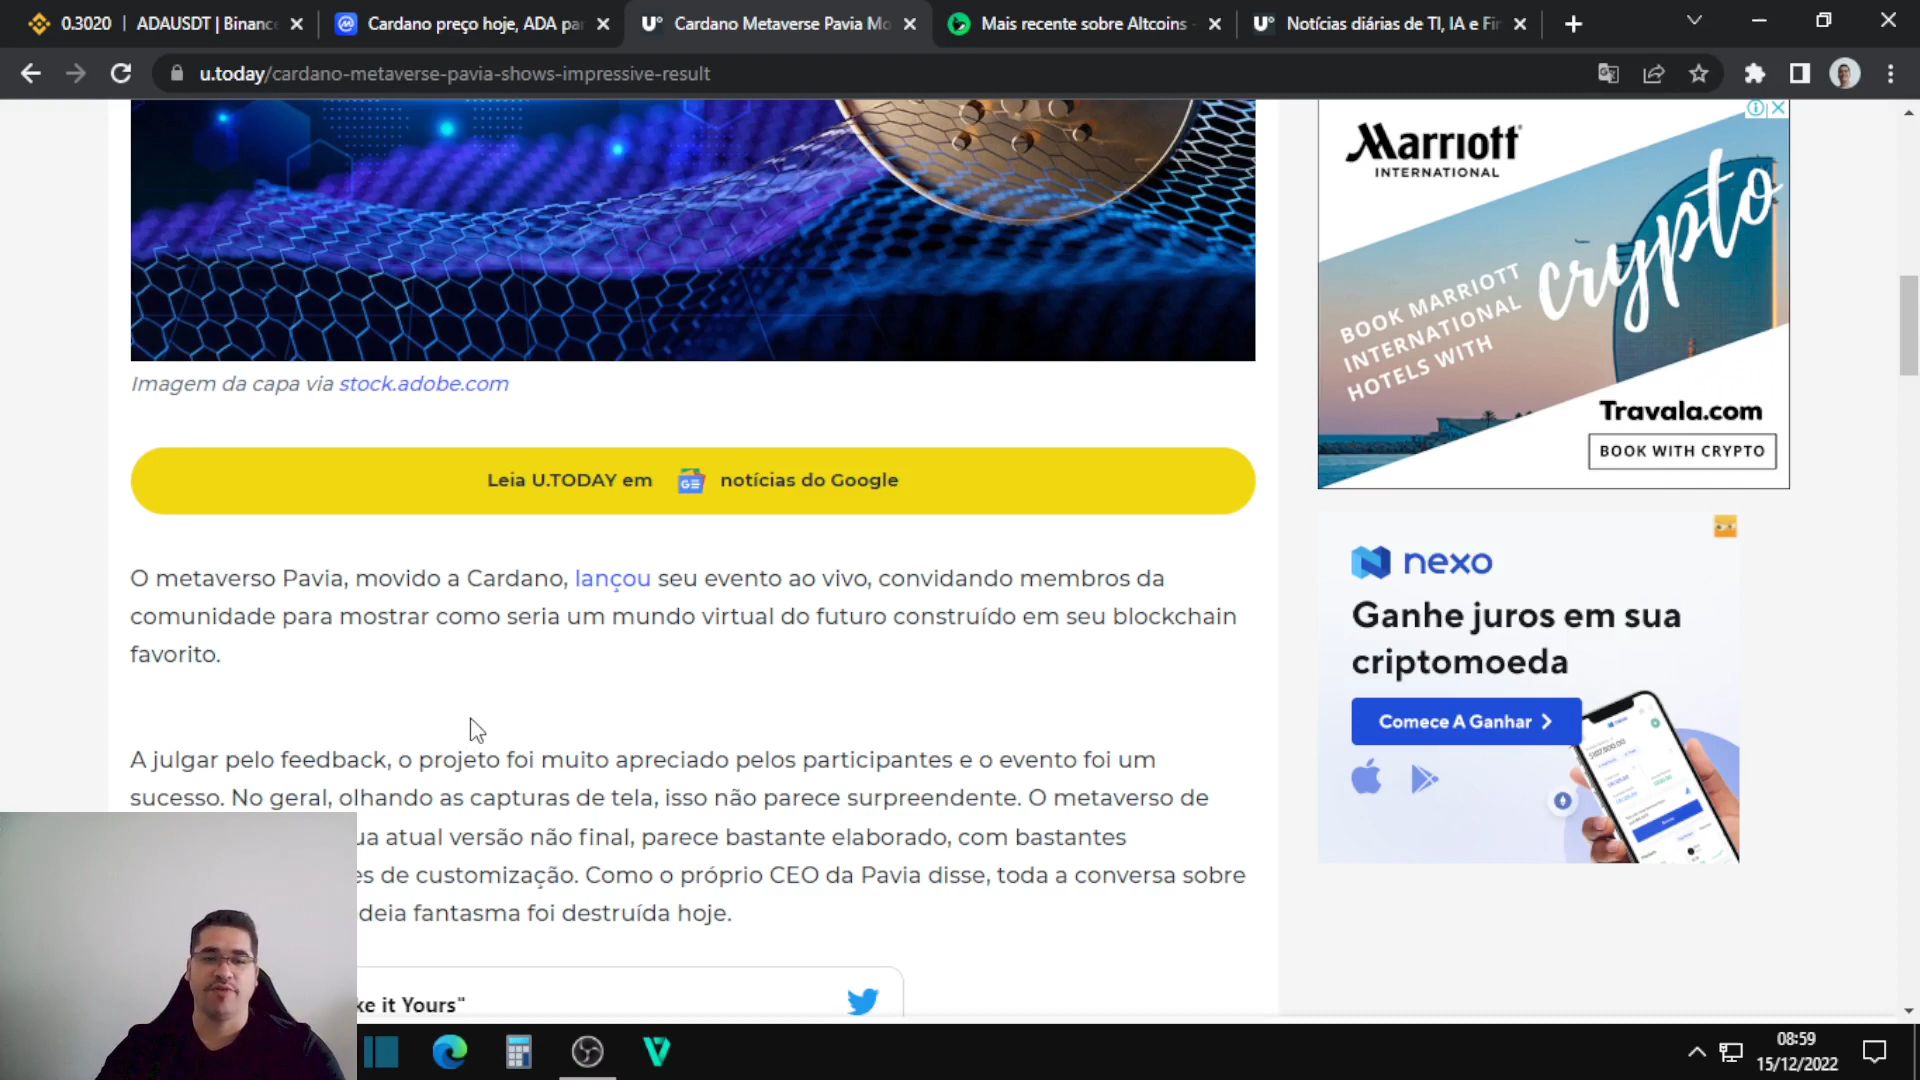 0.3020 | ADAUSDT | Binanc
Cardano preço hoje, ADA pa
Cardano Metaverse Pavia Mo
Mais recente sobre Altcoins -
Notícias diárias de TI, IA e Fi
u.today/cardano-metaverse-pavia-shows-impressive-result
Imagem da capa via stock.adobe.com
Leia U.TODAY em GE notícias do Google
O metaverso Pavia, movido a Cardano, lançou seu evento ao vivo, convidando membros da
comunidade para mostrar como seria um mundo virtual do futuro construído em seu blockchain
favorito.
A julgar pelo feedback, o projeto foi muito apreciado pelos participantes e o evento foi um
sucesso. No geral, olhando as capturas de tela, isso não parece surpreendente. O metaverso de
ua atual versão não final, parece bastante elaborado, com bastantes
es de customização. Como o próprio CEO da Pavia disse, toda a conversa sobre
deia fantasma foi destruída hoje.
ke it Yours"
Marriott
INTERNATIONAL
crypto
BOOK MARRIOTT
INTERNATIONAL
HOTELS WITH
Travala.com
BOOK WITH CRYPTO
nexo
Ganhe juros em sua
criptomoeda
Comece A Ganhar
08:59
15/12/2022